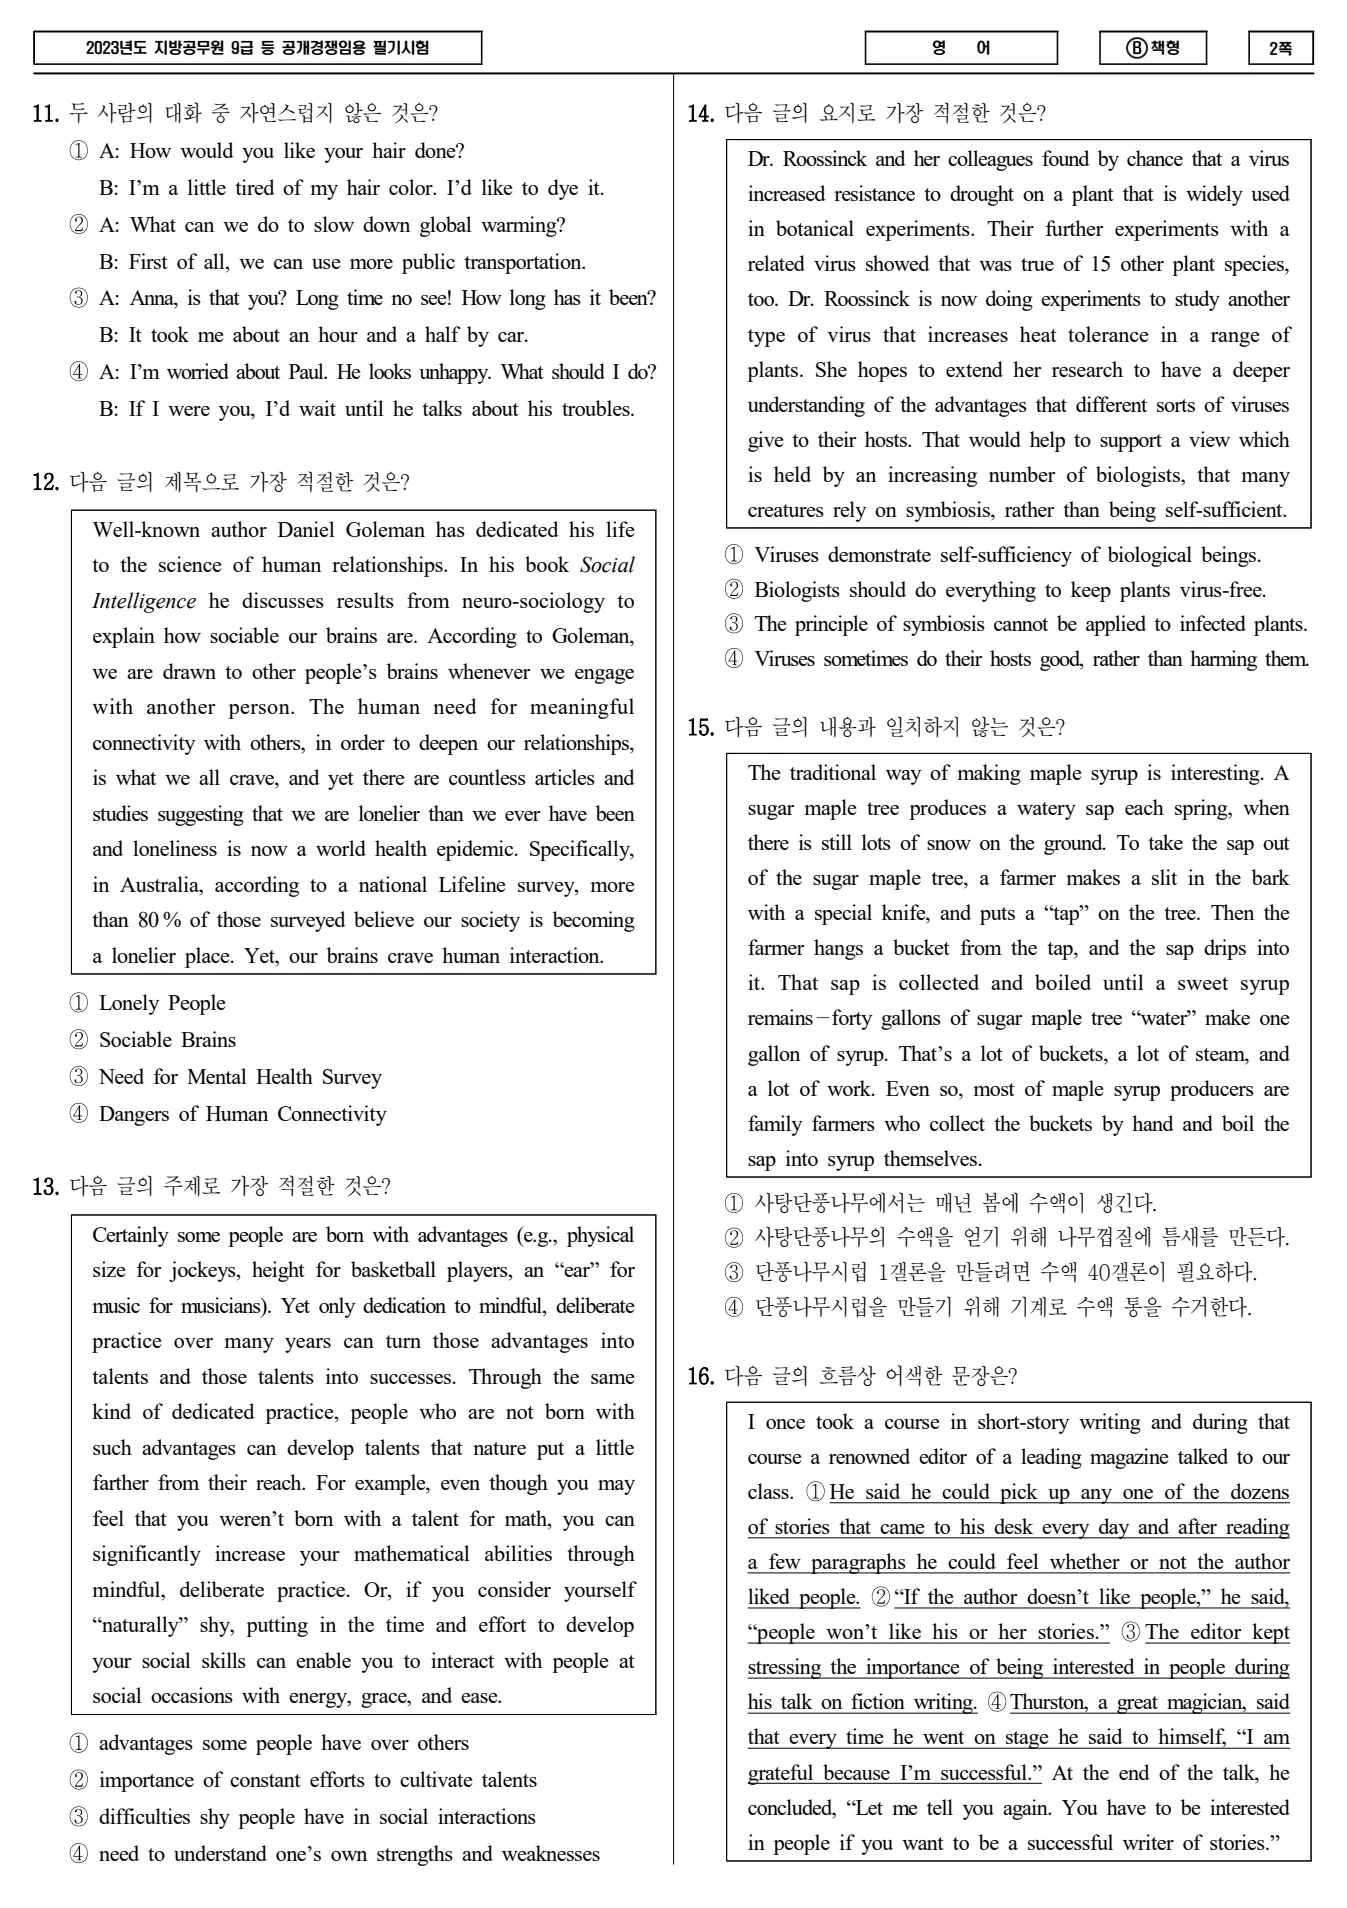 2023년도 지방공무원 9급 등 공개경쟁임용 필기시험
영 어
Ⓑ책형
2쪽
11. 두 사람의 대화 중 자연스럽지 않은 것은?
① A: How would you like your hair done?
B: I’m a little tired of my hair color. I’d like to dye it.
② A: What can we do to slow down global warming?
B: First of all, we can use more public transportation.
③ A: Anna, is that you? Long time no see! How long has it been?
B: It took me about an hour and a half by car.
④ A: I’m worried about Paul. He looks unhappy. What should I do?
B: If I were you, I’d wait until he talks about his troubles.
12. 다음 글의 제목으로 가장 적절한 것은?
Well-known author Daniel Goleman has dedicated his life
to the science of human relationships. In his book Social
Intelligence he discusses results from neuro-sociology to
explain how sociable our brains are. According to Goleman,
we are drawn to other people’s brains whenever we engage
with another person. The human need for meaningful
connectivity with others, in order to deepen our relationships,
is what we all crave, and yet there are countless articles and
studies suggesting that we are lonelier than we ever have been
and loneliness is now a world health epidemic. Specifically,
in Australia, according to a national Lifeline survey, more
than 80 % of those surveyed believe our society is becoming
a lonelier place. Yet, our brains crave human interaction.
① Lonely People
② Sociable Brains
③ Need for Mental Health Survey
④ Dangers of Human Connectivity
13. 다음 글의 주제로 가장 적절한 것은?
Certainly some people are born with advantages (e.g., physical
size for jockeys, height for basketball players, an “ear” for
music for musicians). Yet only dedication to mindful, deliberate
practice over many years can turn those advantages into
talents and those talents into successes. Through the same
kind of dedicated practice, people who are not born with
such advantages can develop talents that nature put a little
farther from their reach. For example, even though you may
feel that you weren’t born with a talent for math, you can
significantly increase your mathematical abilities through
mindful, deliberate practice. Or, if you consider yourself
“naturally” shy, putting in the time and effort to develop
your social skills can enable you to interact with people at
social occasions with energy, grace, and ease.
① advantages some people have over others
② importance of constant efforts to cultivate talents
③ difficulties shy people have in social interactions
④ need to understand one’s own strengths and weaknesses
14. 다음 글의 요지로 가장 적절한 것은?
Dr. Roossinck and her colleagues found by chance that a virus
increased resistance to drought on a plant that is widely used
in botanical experiments. Their further experiments with a
related virus showed that was true of 15 other plant species,
too. Dr. Roossinck is now doing experiments to study another
type of virus that increases heat tolerance in a range of
plants. She hopes to extend her research to have a deeper
understanding of the advantages that different sorts of viruses
give to their hosts. That would help to support a view which
is held by an increasing number of biologists, that many
creatures rely on symbiosis, rather than being self-sufficient.
① Viruses demonstrate self-sufficiency of biological beings.
② Biologists should do everything to keep plants virus-free.
③ The principle of symbiosis cannot be applied to infected plants.
④ Viruses sometimes do their hosts good, rather than harming them.
15. 다음 글의 내용과 일치하지 않는 것은?
The traditional way of making maple syrup is interesting. A
sugar maple tree produces a watery sap each spring, when
there is still lots of snow on the ground. To take the sap out
of the sugar maple tree, a farmer makes a slit in the bark
with a special knife, and puts a “tap” on the tree. Then the
farmer hangs a bucket from the tap, and the sap drips into
it. That sap is collected and boiled until a sweet syrup
remains－forty gallons of sugar maple tree “water” make one
gallon of syrup. That’s a lot of buckets, a lot of steam, and
a lot of work. Even so, most of maple syrup producers are
family farmers who collect the buckets by hand and boil the
sap into syrup themselves.
① 사탕단풍나무에서는 매년 봄에 수액이 생긴다.
② 사탕단풍나무의 수액을 얻기 위해 나무껍질에 틈새를 만든다.
③ 단풍나무시럽 1갤론을 만들려면 수액 40갤론이 필요하다.
④ 단풍나무시럽을 만들기 위해 기계로 수액 통을 수거한다.
16. 다음 글의 흐름상 어색한 문장은?
I once took a course in short-story writing and during that
course a renowned editor of a leading magazine talked to our
class. ① He said he could pick up any one of the dozens
of stories that came to his desk every day and after reading
a few paragraphs he could feel whether or not the author
liked people. ② “If the author doesn’t like people,” he said,
“people won’t like his or her stories.” ③ The editor kept
stressing the importance of being interested in people during
his talk on fiction writing. ④ Thurston, a great magician, said
that every time he went on stage he said to himself, “I am
grateful because I’m successful.” At the end of the talk, he
concluded, “Let me tell you again. You have to be interested
in people if you want to be a successful writer of stories.”